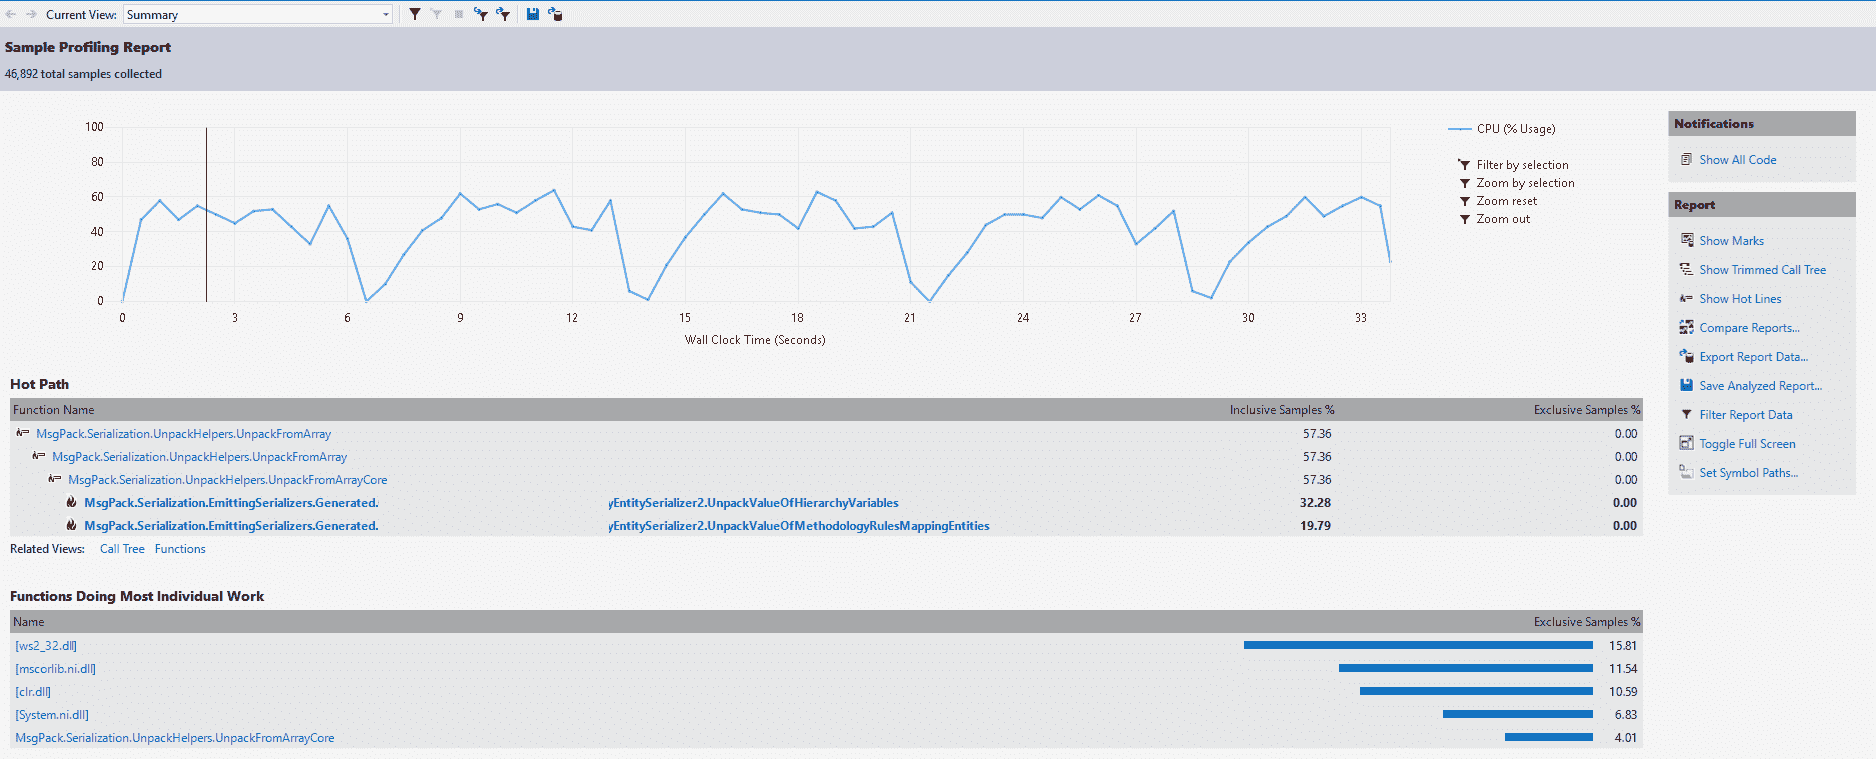 Current View: Summary
Sample Profiling Report
46,892 total samples collected
100
80
60
40
20
0
0 3 6 9 12 15 18 21 24 27 30 33
Wall Clock Time (Seconds)
CPU (% Usage)
Filter by selection
Zoom by selection
Zoom reset
Zoom out
Hot Path
Function Name Inclusive Samples % Exclusive Samples %
MsgPack.Serialization.UnpackHelpers.UnpackFromArray 57.36 0.00
MsgPack.Serialization.UnpackHelpers.UnpackFromArray 57.36 0.00
MsgPack.Serialization.UnpackHelpers.UnpackFromArrayCore 57.36 0.00
MsgPack.Serialization.EmittingSerializers.Generated. yEntitySerializer2.UnpackValueOfHierarchyVariables 32.28 0.00
MsgPack.Serialization.EmittingSerializers.Generated. yEntitySerializer2.UnpackValueOfMethodologyRulesMappingEntities 19.79 0.00
Related Views: Call Tree Functions
Functions Doing Most Individual Work
Name Exclusive Samples %
[ws2_32.dll] 15.81
[mscorlib.ni.dll] 11.54
[clr.dll] 10.59
[System.ni.dll] 6.83
MsgPack.Serialization.UnpackHelpers.UnpackFromArrayCore 4.01
Notifications
Show All Code
Report
Show Marks
Show Trimmed Call Tree
Show Hot Lines
Compare Reports...
Export Report Data...
Save Analyzed Report...
Filter Report Data
Toggle Full Screen
Set Symbol Paths...